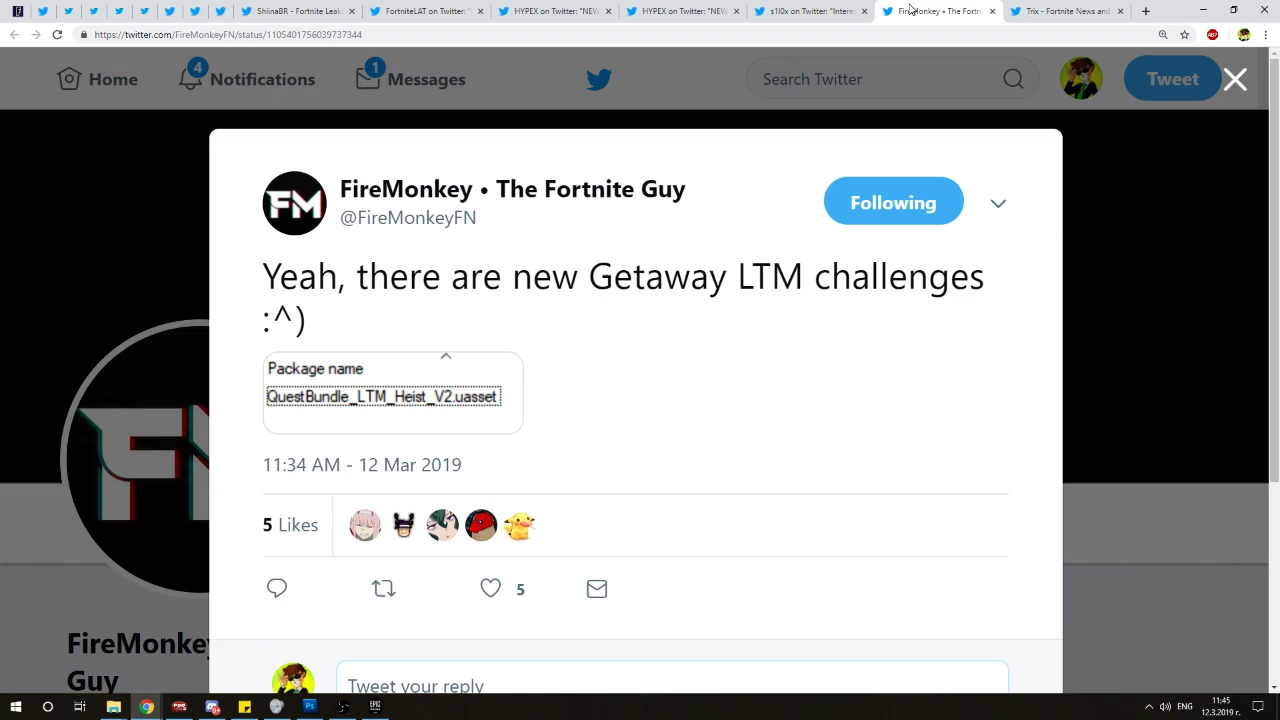 ShiinaBR - Fortnite Leak
FortniteLAT on Twitter: "
HYPEX on Twitter: "NEW
HYPEX on Twitter: "NEV
s1l0x on Twitter: "Interes
FireMonkey • The Fortni
Trix - Fortnite News and
https://twitter.com/FireMonkeyFN/status/1105401756039737344
Home
4
Notifications
1
Messages
Search Twitter
Tweet
FM
FireMonkey • The Fortnite Guy
@FireMonkeyFN
Following
Yeah, there are new Getaway LTM challenges
:^)
Package name
QuestBundle_LTM_Heist_V2.uasset
11:34 AM - 12 Mar 2019
5 Likes
5
FireMonkey
Guy
Tweet your reply
ENG
11:45
12.3.2019 г.